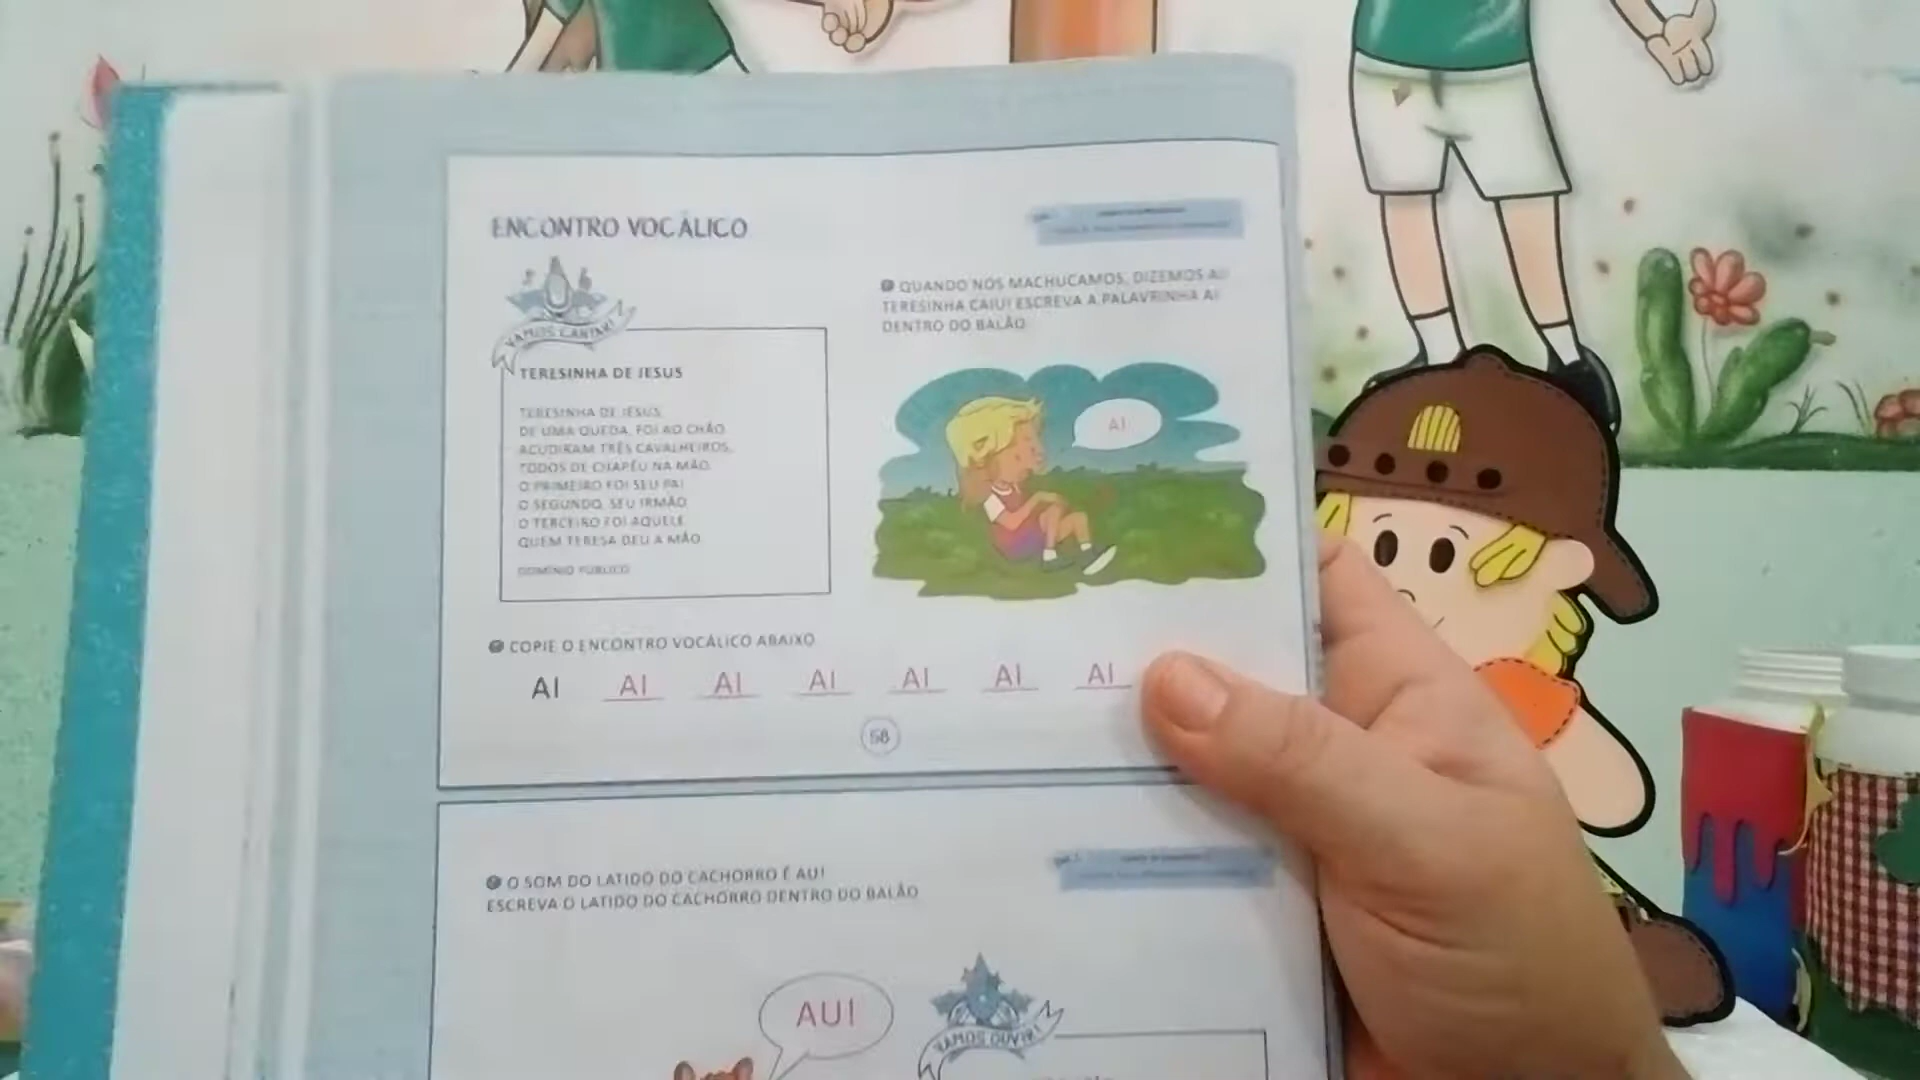 ENCONTRO VOCÁLICO
VAMOS CANTAR!
TERESINHA DE JESUS
TERESINHA DE JESUS
DE UMA QUEDA, FOI AO CHÃO.
ACUDIRAM TRÊS CAVALHEIROS,
TODOS DE CHAPÉU NA MÃO.
O PRIMEIRO FOI SEU PAI
O SEGUNDO, SEU IRMÃO
O TERCEIRO FOI AQUELE
QUEM TERESA DEU A MÃO
DOMÍNIO PÚBLICO
QUANDO NOS MACHUCAMOS, DIZEMOS AI!
TERESINHA CAIU! ESCREVA A PALAVRINHA AI
DENTRO DO BALÃO
AI
COPIE O ENCONTRO VOCÁLICO ABAIXO
AI AI AI AI AI AI AI
58
O SOM DO LATIDO DO CACHORRO É AU!
ESCREVA O LATIDO DO CACHORRO DENTRO DO BALÃO
AU!
VAMOS OUVIR!